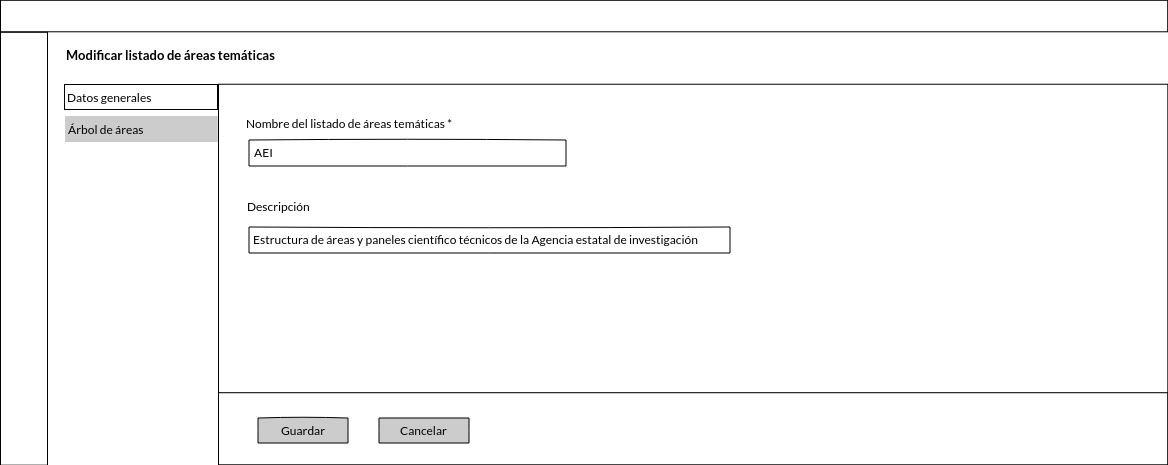 Modificar listado de áreas temáticas
Datos generales
Árbol de áreas
Nombre del listado de áreas temáticas *
AEI
Descripción
Estructura de áreas y paneles científico técnicos de la Agencia estatal de investigación
Guardar
Cancelar